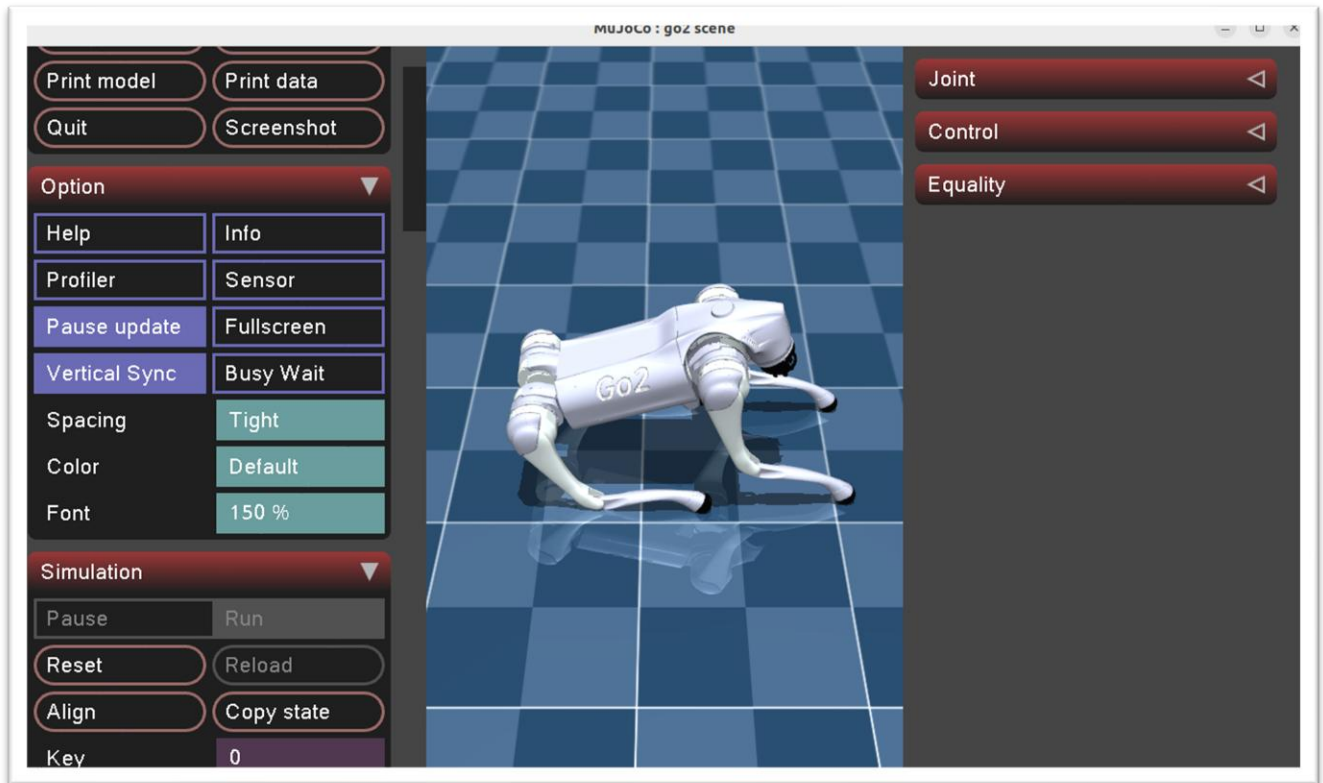 MuJoCo : go2 scene
Print model Print data
Quit Screenshot
Option
Help Info
Profiler Sensor
Pause update Fullscreen
Vertical Sync Busy Wait
Spacing Tight
Color Default
Font 150 %
Simulation
Pause Run
Reset Reload
Align Copy state
Key 0
Go2
Joint
Control
Equality